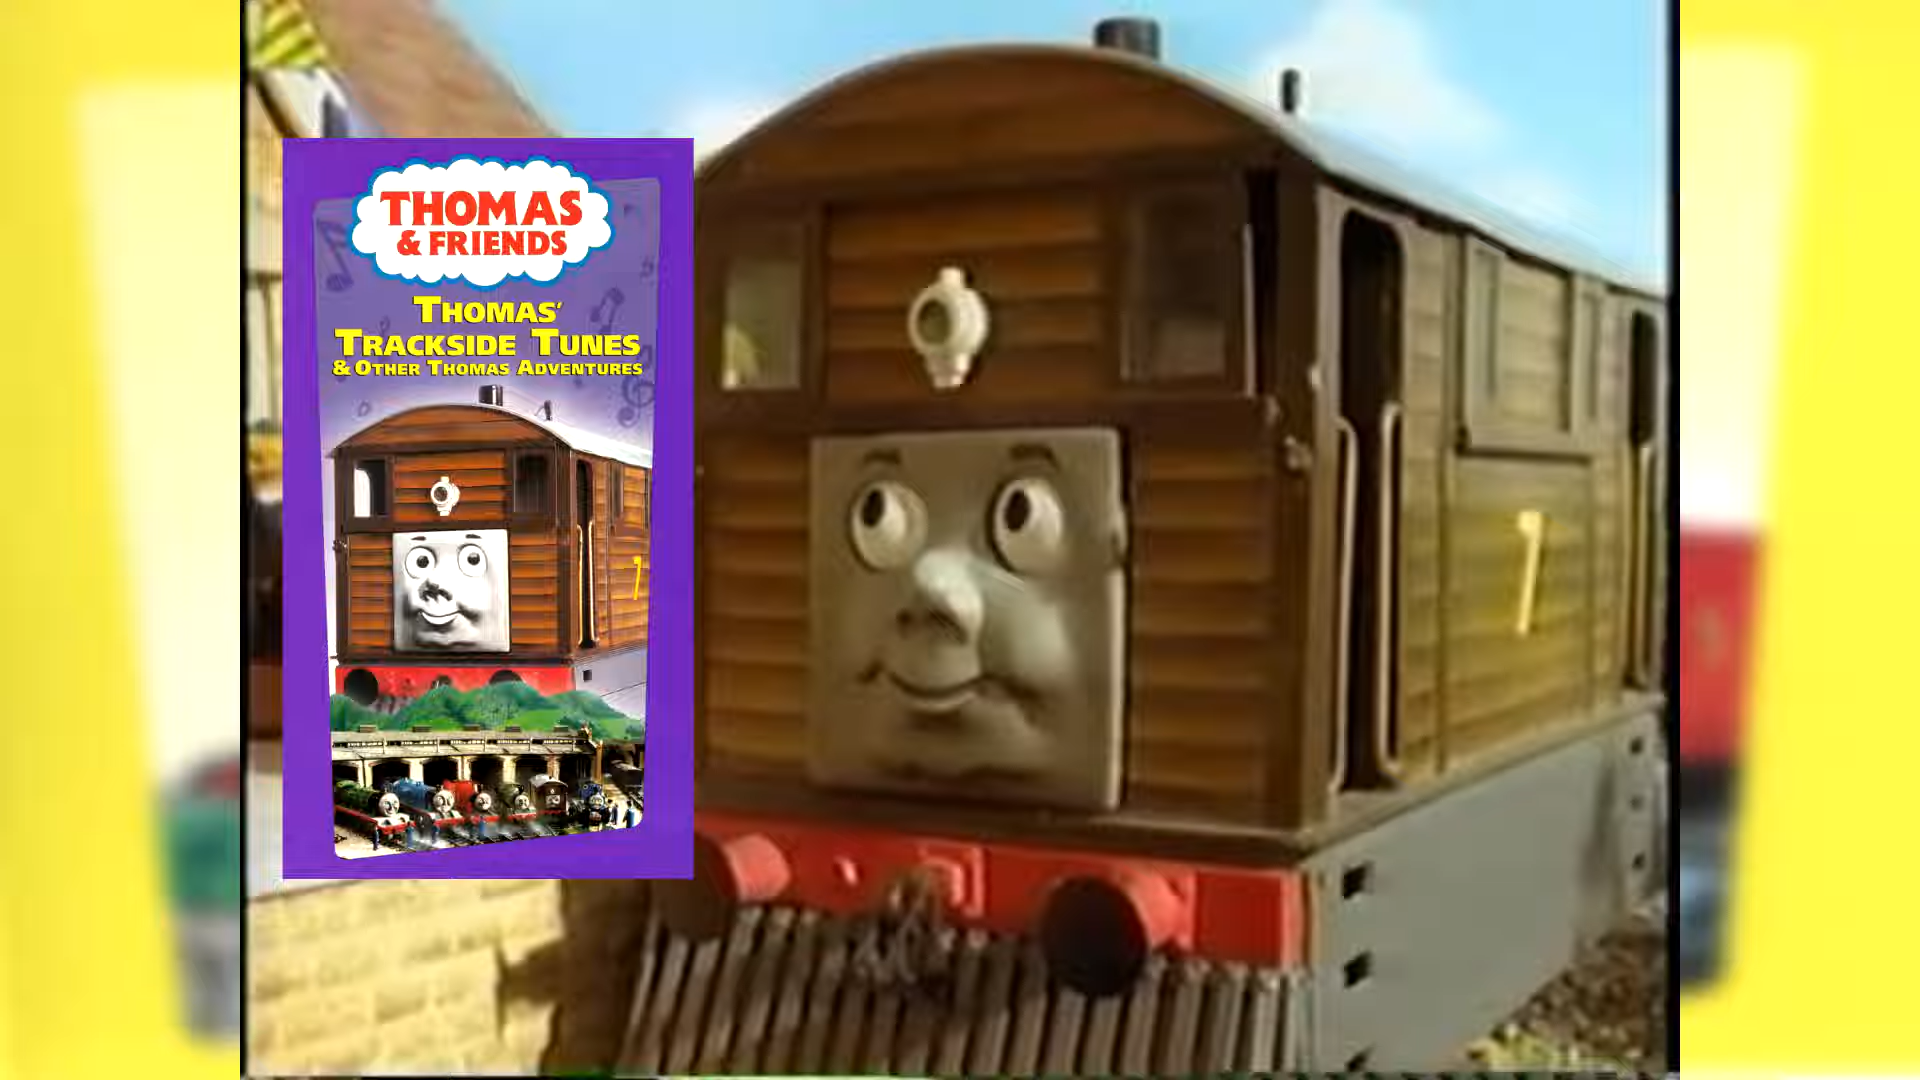 THOMAS
& FRIENDS
THOMAS'
TRACKSIDE TUNES
& OTHER THOMAS ADVENTURES
7
7